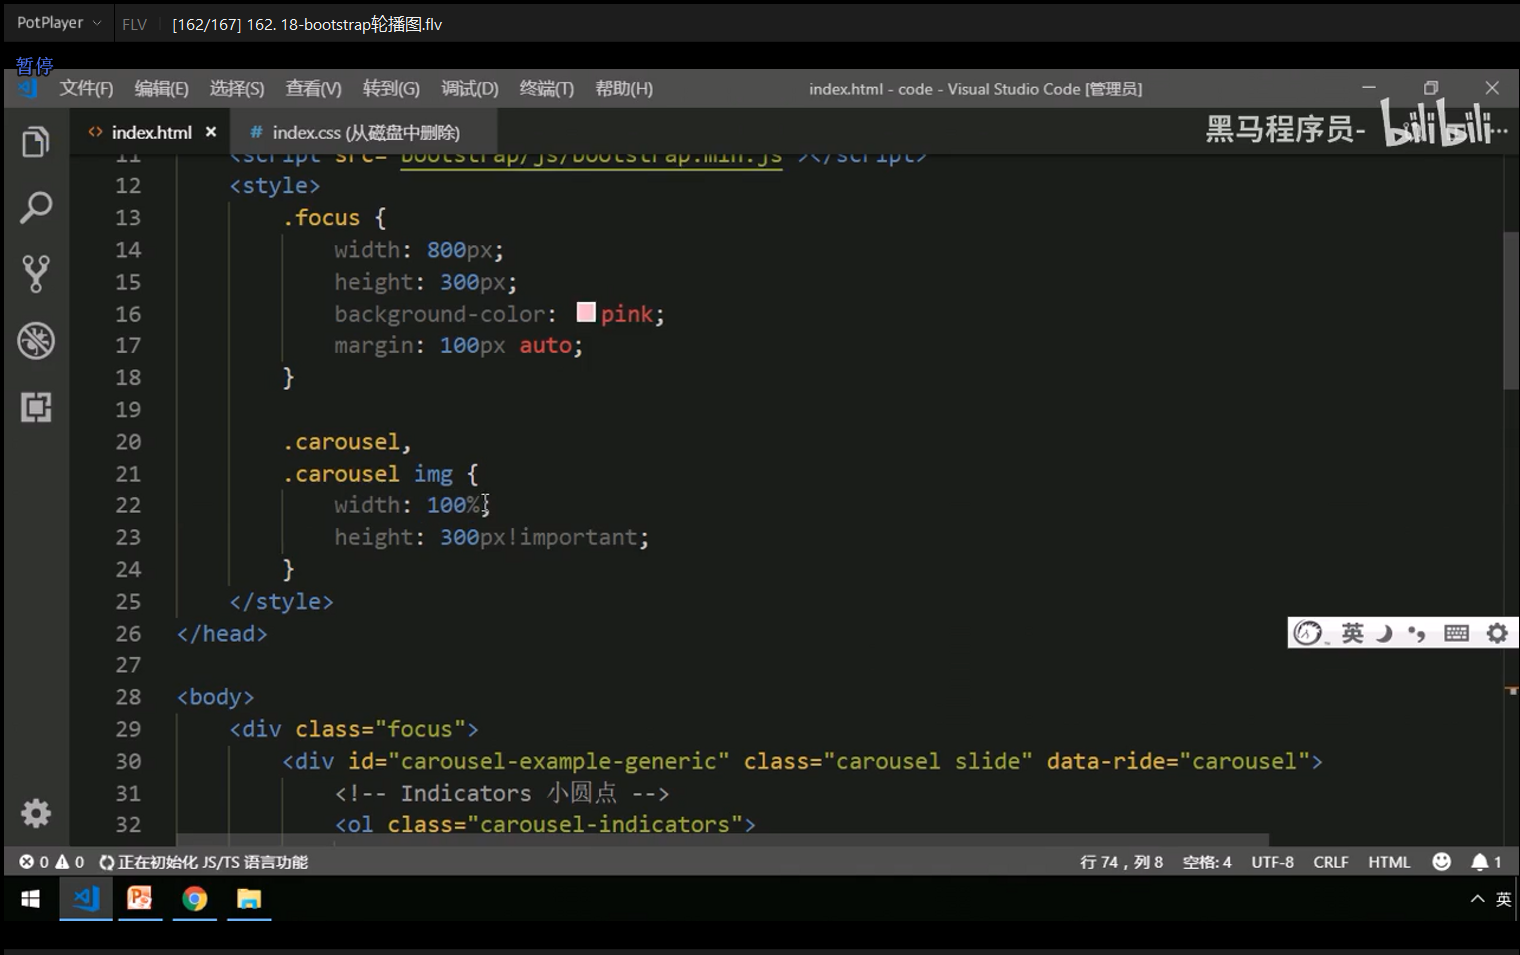 PotPlayer FLV [162/167] 162. 18-bootstrap轮播图.flv
暂停
文件(F) 编辑(E) 选择(S) 查看(V) 转到(G) 调试(D) 终端(T) 帮助(H) index.html - code - Visual Studio Code [管理员]
index.html × # index.css (从磁盘中删除) 黑马程序员- bilibili
11 <script src="bootstrap/js/bootstrap.min.js"></script>
12 <style>
13 .focus {
14 width: 800px;
15 height: 300px;
16 background-color: pink;
17 margin: 100px auto;
18 }
19
20 .carousel,
21 .carousel img {
22 width: 100%;
23 height: 300px!important;
24 }
25 </style>
26 </head>
27
28 <body>
29 <div class="focus">
30 <div id="carousel-example-generic" class="carousel slide" data-ride="carousel">
31 <!-- Indicators 小圆点 -->
32 <ol class="carousel-indicators">
英
0 0 正在初始化 JS/TS 语言功能 行 74，列 8 空格: 4 UTF-8 CRLF HTML 1
英